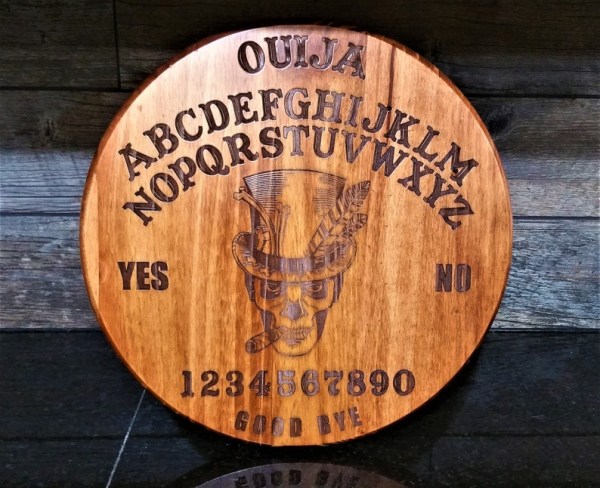 OUIJA
ABCDEFGHIJKLM
NOPQRSTUVWXYZ
YES NO
1234567890
GOOD BYE